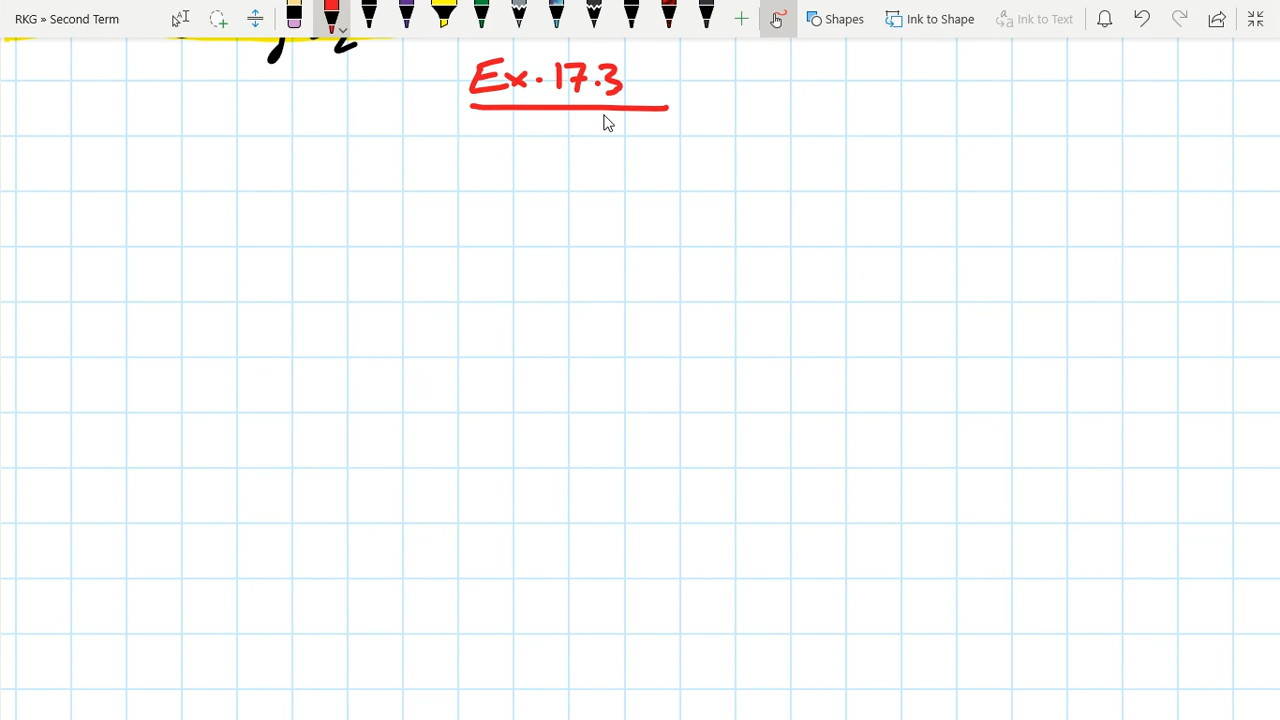 RKG » Second Term
Shapes
Ink to Shape
Ink to Text
Ex. 17.3